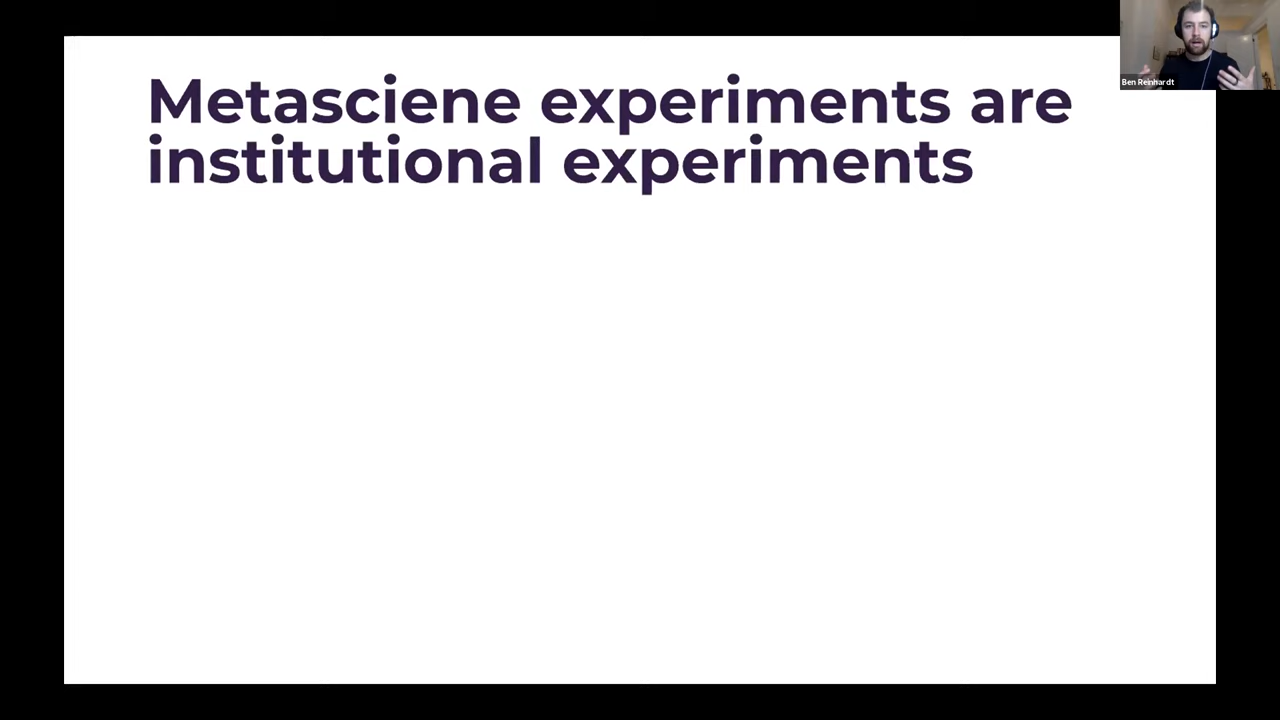 Metasciene experiments are
institutional experiments
Ben Reinhardt